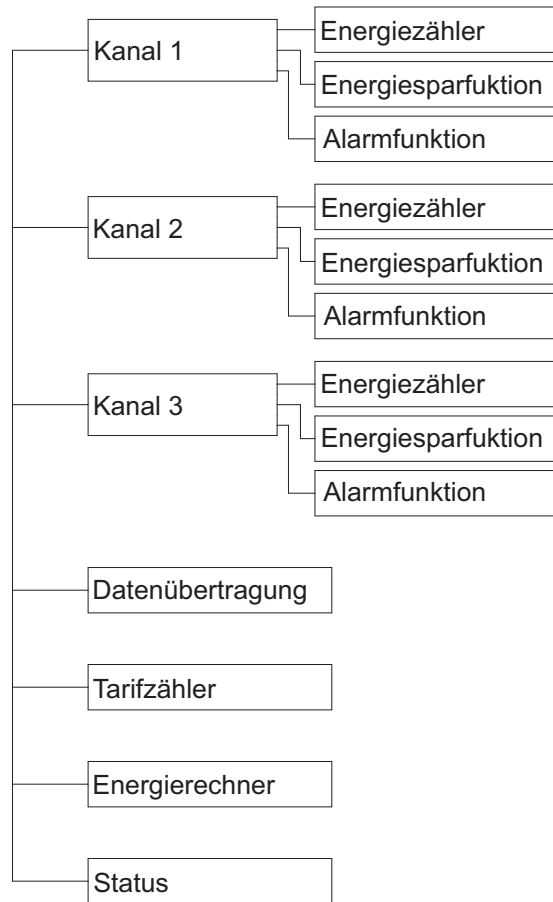 Kanal 1
Energiezähler
Energiesparfuktion
Alarmfunktion
Kanal 2
Energiezähler
Energiesparfuktion
Alarmfunktion
Kanal 3
Energiezähler
Energiesparfuktion
Alarmfunktion
Datenübertragung
Tarifzähler
Energierechner
Status